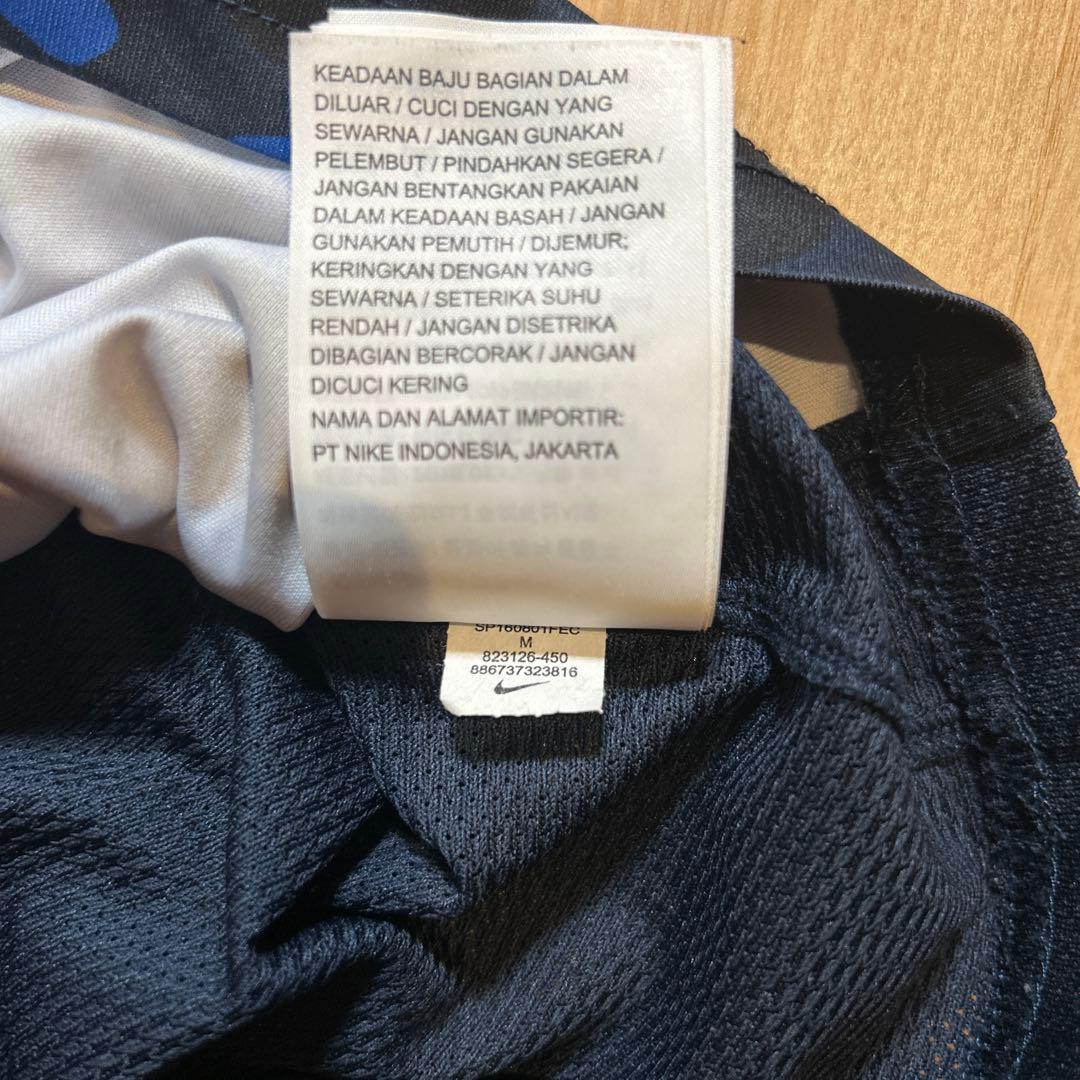 KEADAAN BAJU BAGIAN DALAM
DILUAR / CUCI DENGAN YANG
SEWARNA / JANGAN GUNAKAN
PELEMBUT / PINDAHKAN SEGERA /
JANGAN BENTANGKAN PAKAIAN
DALAM KEADAAN BASAH / JANGAN
GUNAKAN PEMUTIH / DIJEMUR;
KERINGKAN DENGAN YANG
SEWARNA / SETERIKA SUHU
RENDAH / JANGAN DISETRIKA
DIBAGIAN BERCORAK / JANGAN
DICUCI KERING
NAMA DAN ALAMAT IMPORTIR:
PT NIKE INDONESIA, JAKARTA
SP160801FEC
M
823126-450
886737323816